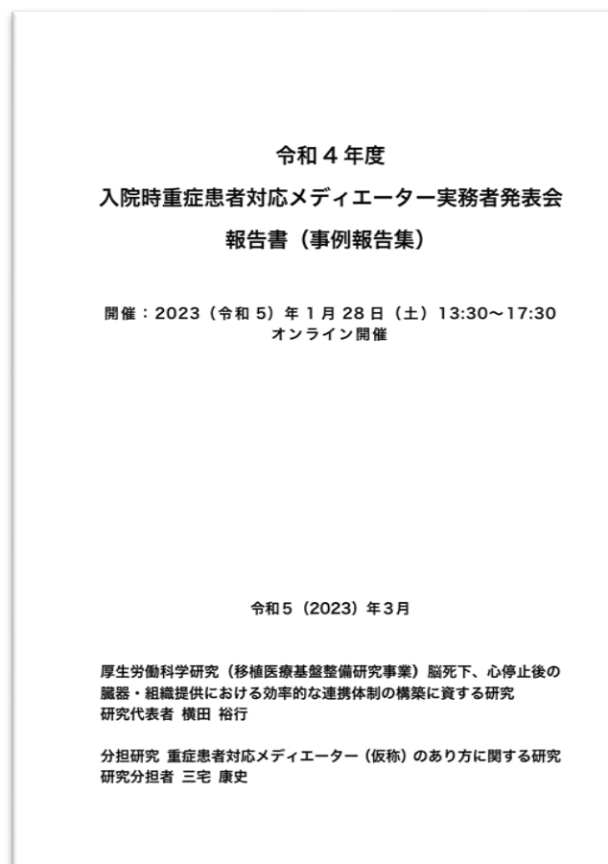 令和 4 年度
入院時重症患者対応メディエーター実務者発表会
報告書（事例報告集）
開催：2023（令和 5）年 1 月 28 日（土）13:30～17:30
オンライン開催
令和５（2023）年３月
厚生労働科学研究（移植医療基盤整備研究事業）脳死下、心停止後の
臓器・組織提供における効率的な連携体制の構築に資する研究
研究代表者 横田 裕行
分担研究 重症患者対応メディエーター（仮称）のあり方に関する研究
研究分担者 三宅 康史